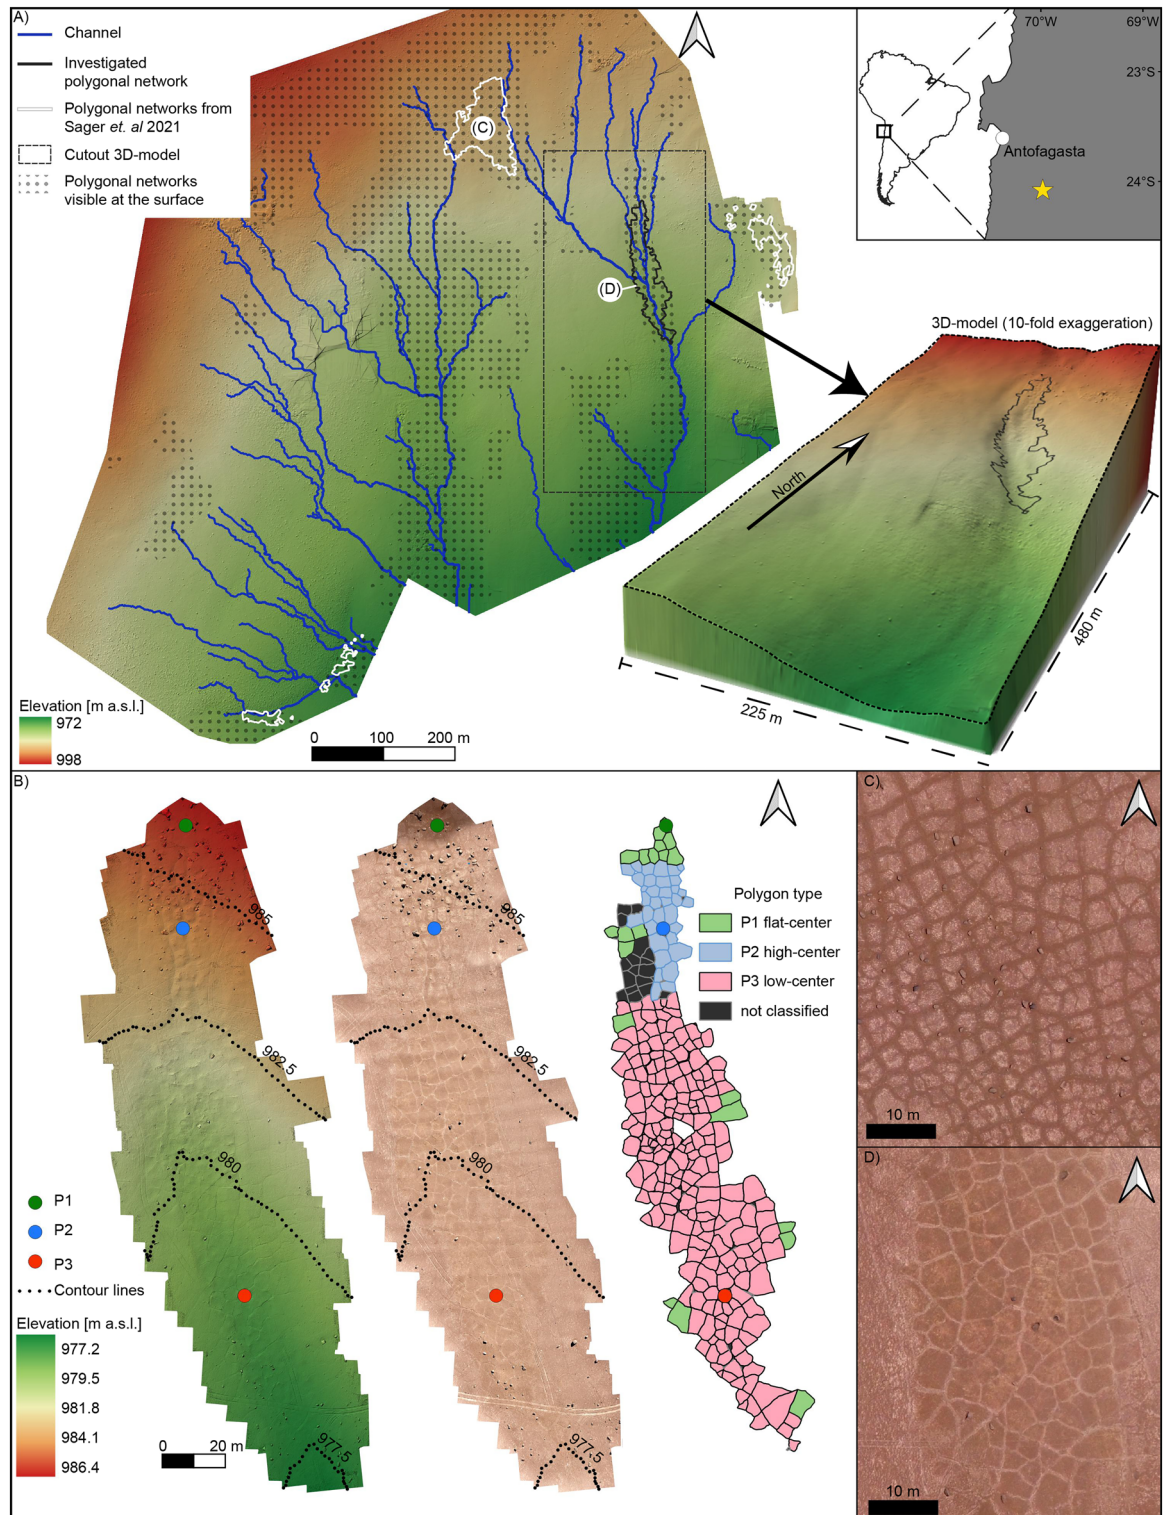 A)
Channel
Investigated
polygonal network
Polygonal networks from
Sager et. al 2021
Cutout 3D-model
Polygonal networks
visible at the surface
(C)
(D)
70°W
69°W
23°S
Antofagasta
24°S
3D-model (10-fold exaggeration)
North
480 m
225 m
Elevation [m a.s.l.]
972
998
0
100
200 m
B)
985
982.5
980
977.5
P1
P2
P3
Contour lines
Elevation [m a.s.l.]
977.2
979.5
981.8
984.1
986.4
0
20 m
985
982.5
980
977.5
Polygon type
P1 flat-center
P2 high-center
P3 low-center
not classified
C)
10 m
D)
10 m